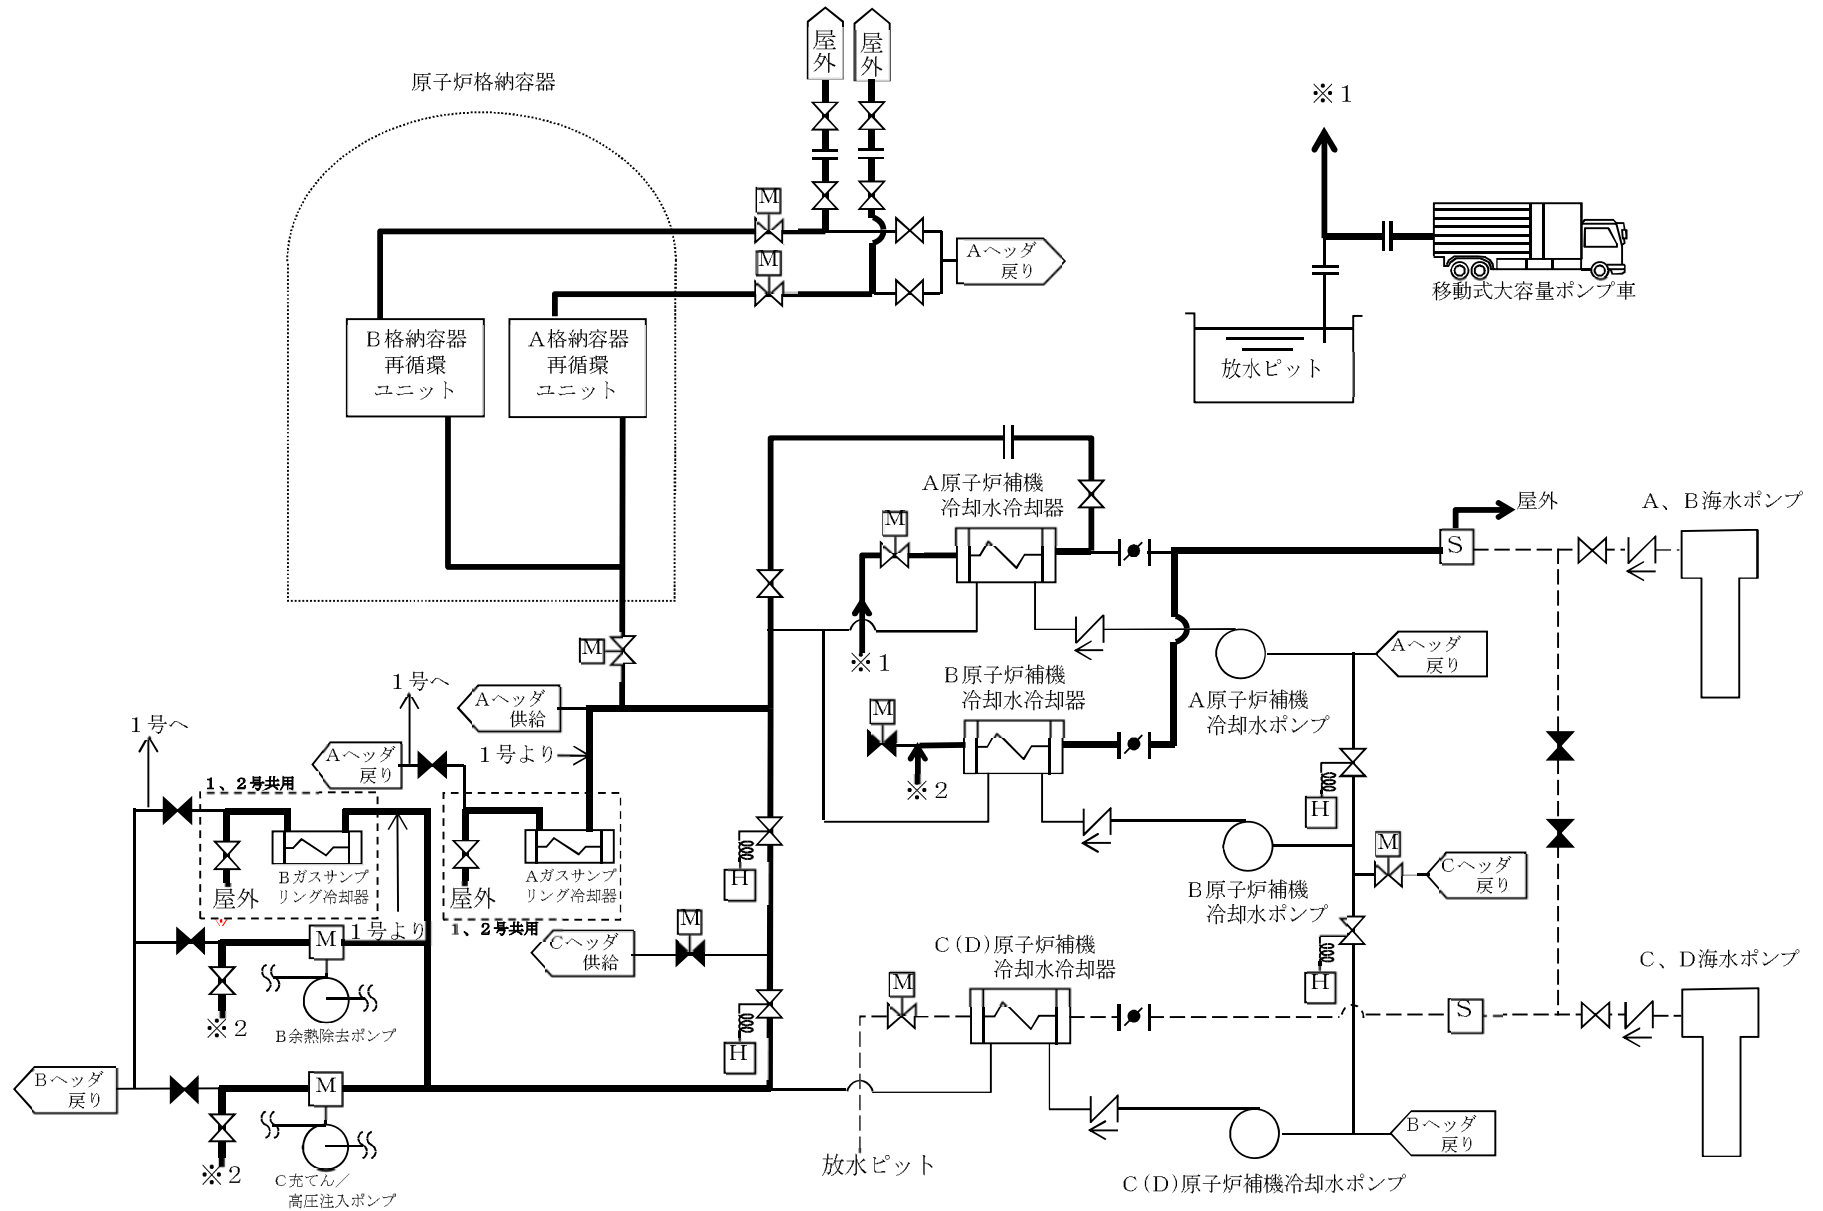 屋
外
屋
外
原子炉格納容器
※1
M
M
Aヘッダ
戻り
移動式大容量ポンプ車
B格納容器
再循環
ユニット
A格納容器
再循環
ユニット
放水ピット
A原子炉補機
冷却水冷却器
M
屋外
S
A、B海水ポンプ
M
※1
B原子炉補機
冷却水冷却器
Aヘッダ
戻り
A原子炉補機
冷却水ポンプ
1号へ
Aヘッダ
供給
M
1号へ
1号より
Aヘッダ
戻り
※2
1、2号共用
H
M
Cヘッダ
戻り
H
Bガスサンプ
リング冷却器
屋外
Aガスサンプ
リング冷却器
屋外
B原子炉補機
冷却水ポンプ
1、2号共用
M
1号より
Cヘッダ
供給
M
C(D)原子炉補機
冷却水冷却器
M
H
C、D海水ポンプ
S
※2
B余熱除去ポンプ
H
Bヘッダ
戻り
M
Bヘッダ
戻り
※2
C充てん/
高圧注入ポンプ
放水ピット
C(D)原子炉補機冷却水ポンプ